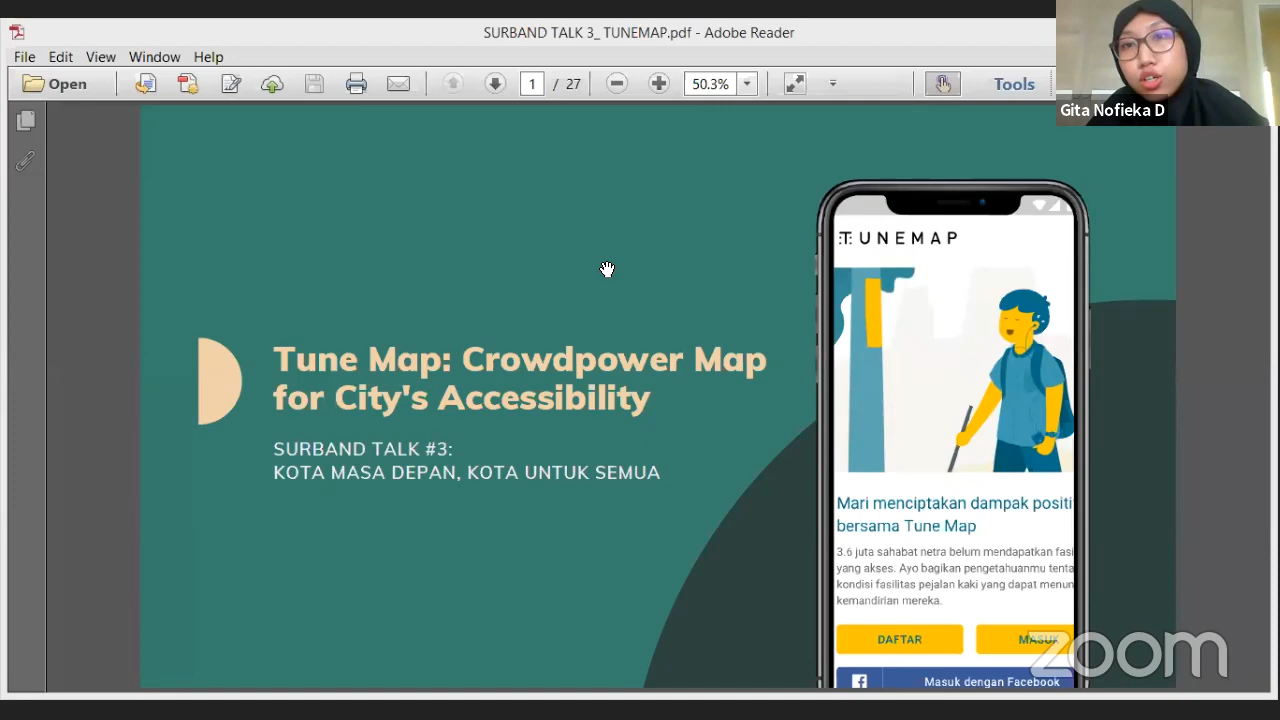 SURBAND TALK 3_ TUNEMAP.pdf - Adobe Reader
File Edit View Window Help
Open 1 / 27 50.3% Tools
Gita Nofieka D
TUNEMAP
Tune Map: Crowdpower Map
for City's Accessibility
SURBAND TALK #3:
KOTA MASA DEPAN, KOTA UNTUK SEMUA
Mari menciptakan dampak positi
bersama Tune Map
3.6 juta sahabat netra belum mendapatkan fasi
yang akses. Ayo bagikan pengetahuanmu tenta
kondisi fasilitas pejalan kaki yang dapat menun
kemandirian mereka.
DAFTAR MASUK
Masuk dengan Facebook
zoom